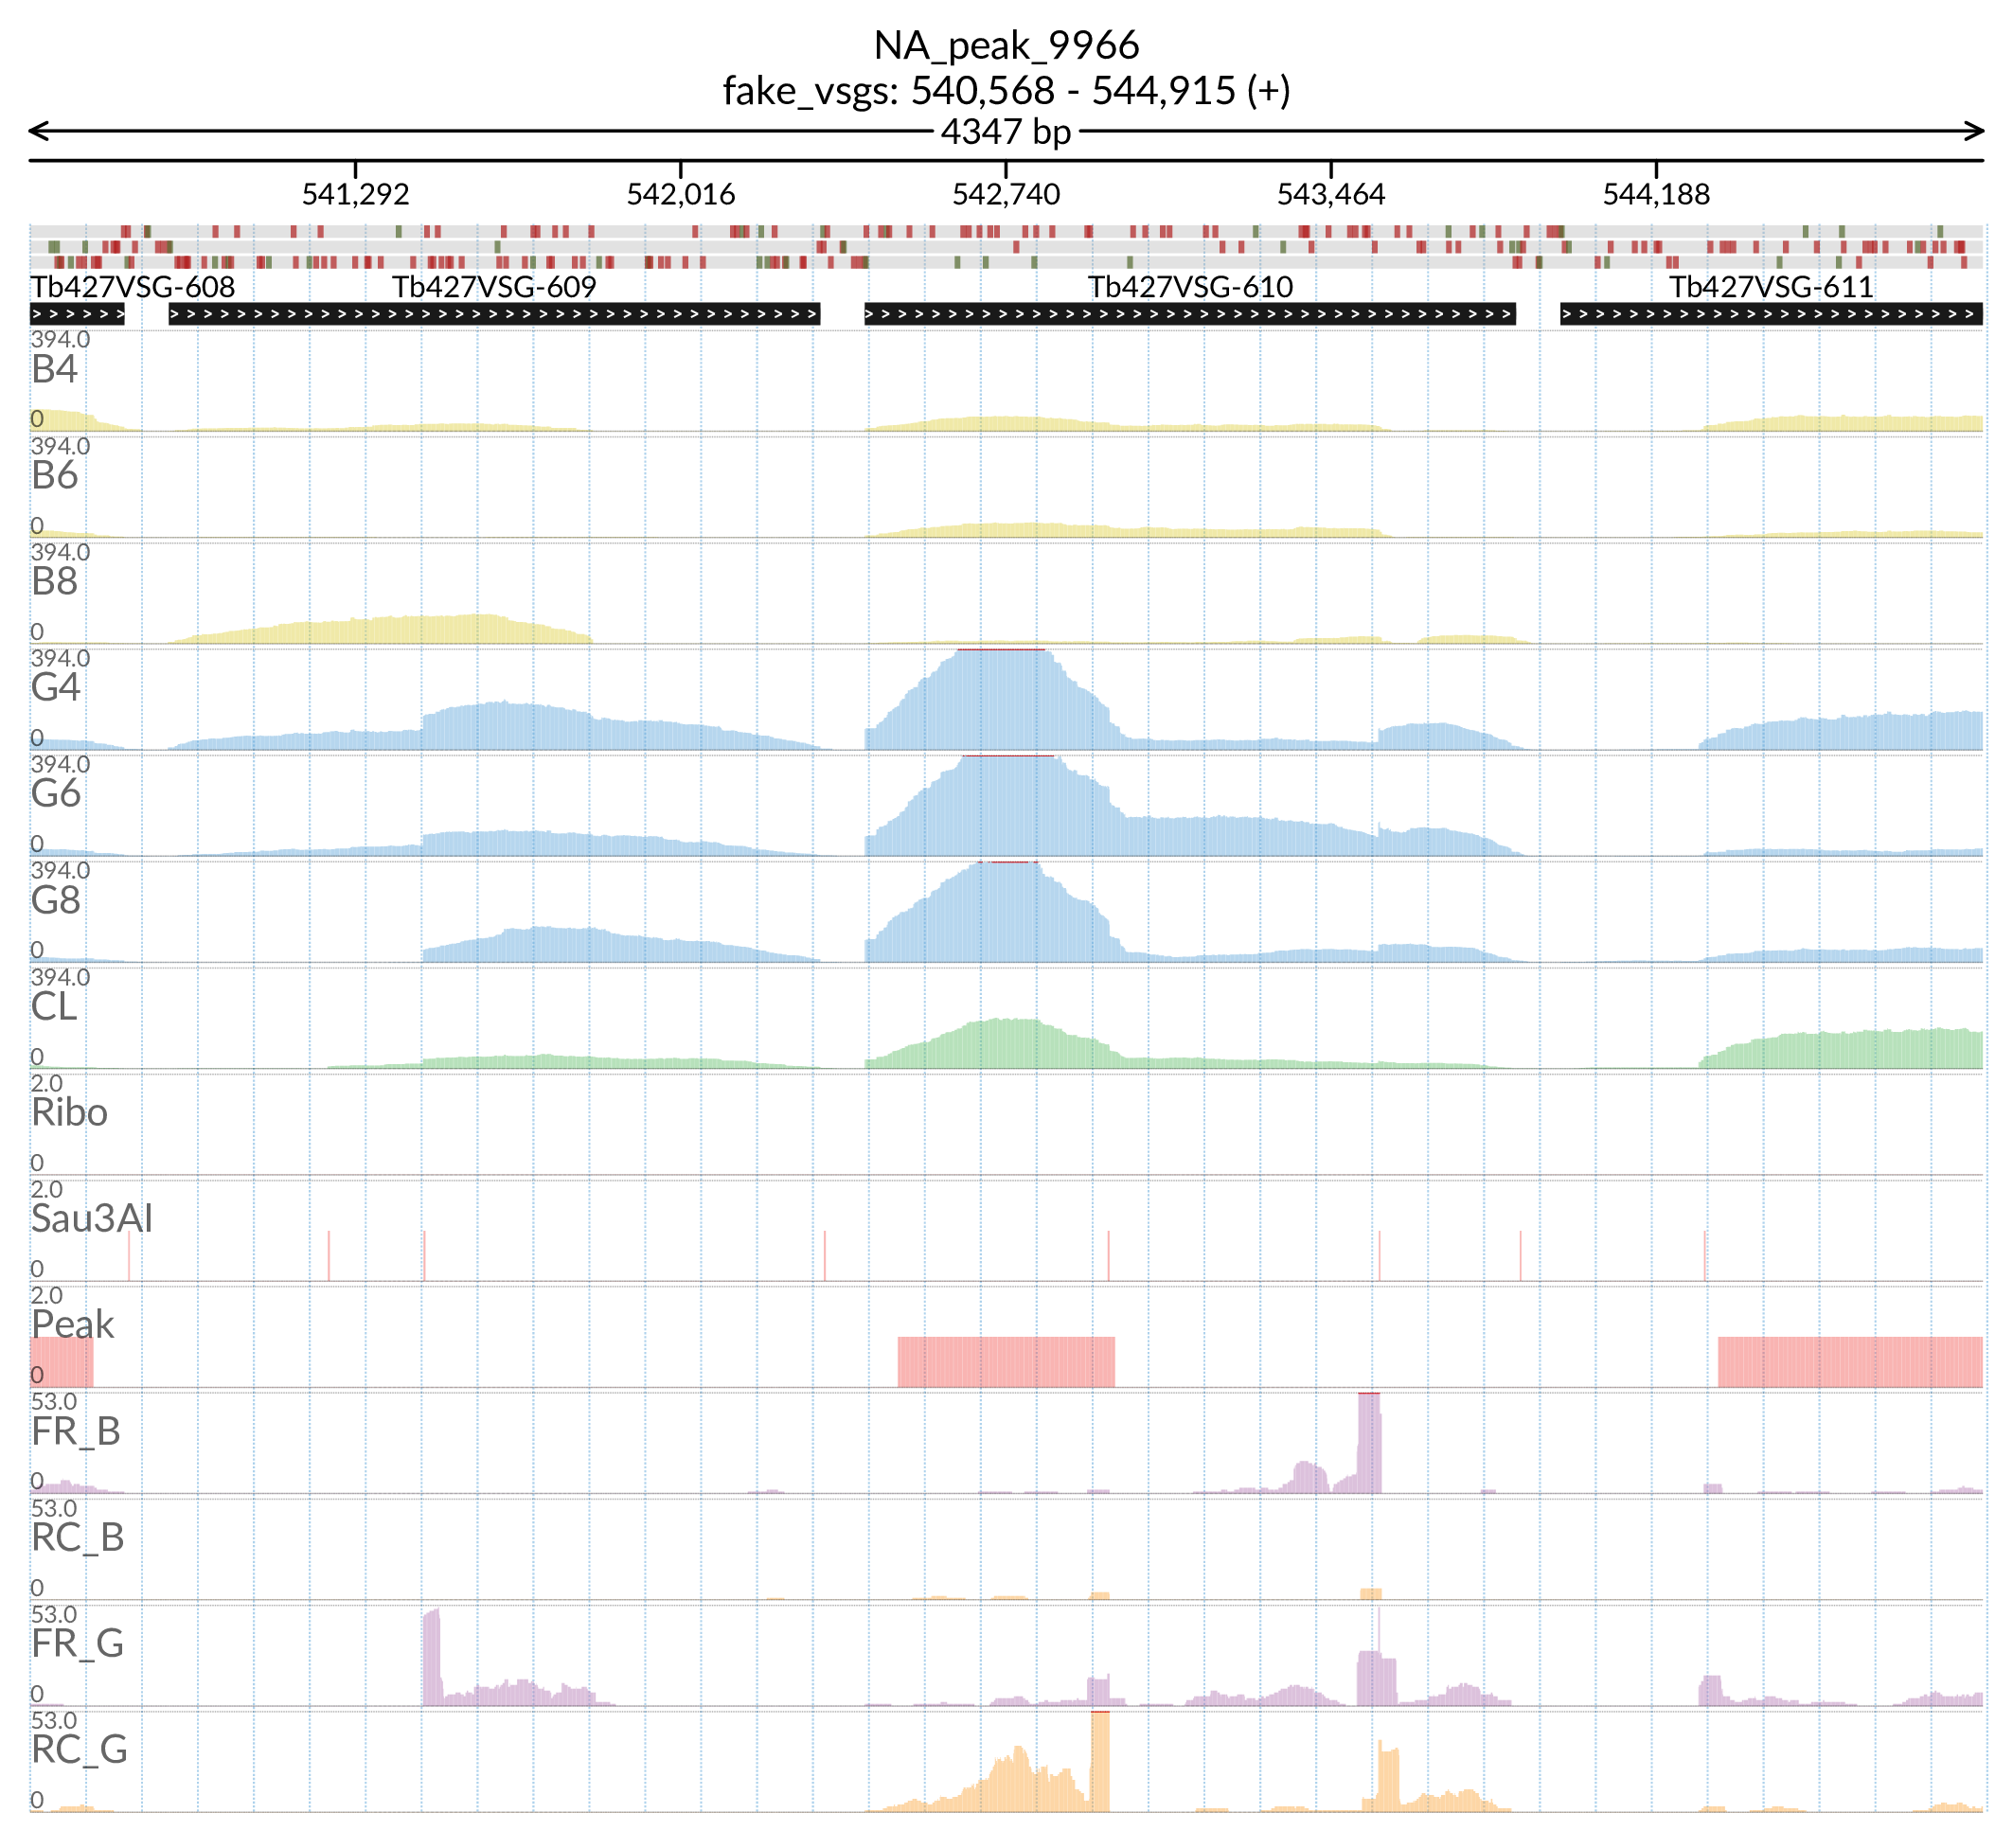 NA_peak_9966
fake_vsgs: 540,568 - 544,915 (+)
4347 bp
541,292 542,016 542,740 543,464 544,188
Tb427VSG-608 Tb427VSG-609 Tb427VSG-610 Tb427VSG-611
394.0
B4
0
394.0
B6
0
394.0
B8
0
394.0
G4
0
394.0
G6
0
394.0
G8
0
394.0
CL
0
2.0
Ribo
0
2.0
Sau3AI
0
2.0
Peak
0
53.0
FR_B
0
53.0
RC_B
0
53.0
FR_G
0
53.0
RC_G
0